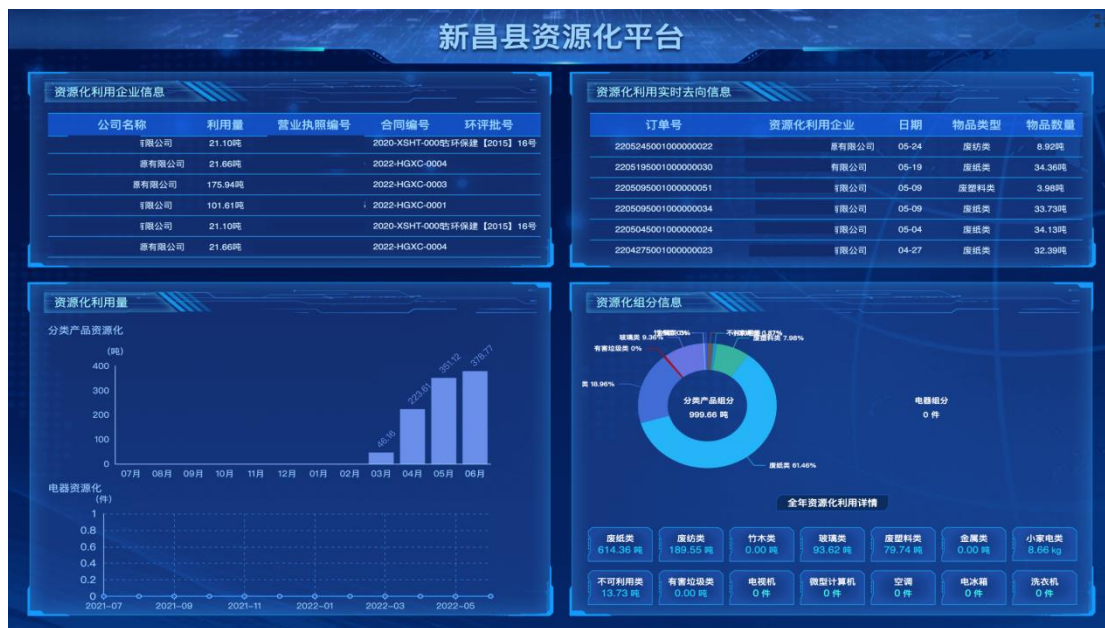 新昌县资源化平台
资源化利用企业信息
公司名称 利用量 营业执照编号 合同编号 环评批号
有限公司 21.10吨 2020-XSHT-0005 环保建【2015】16号
源有限公司 21.66吨 2022-HGXC-0004
源有限公司 175.94吨 2022-HGXC-0003
有限公司 101.61吨 2022-HGXC-0001
有限公司 21.10吨 2020-XSHT-0005 环保建【2015】16号
源有限公司 21.66吨 2022-HGXC-0004
资源化利用实时去向信息
订单号 资源化利用企业 日期 物品类型 物品数量
2205245001000000022 源有限公司 05-24 废纺类 8.92吨
2205195001000000030 有限公司 05-19 废纸类 34.36吨
2205095001000000051 有限公司 05-09 废塑料类 3.98吨
2205095001000000034 有限公司 05-09 废纸类 33.73吨
2205045001000000024 有限公司 05-04 废纸类 34.13吨
2204275001000000023 有限公司 04-27 废纸类 32.39吨
资源化利用量
分类产品资源化
(吨)
400
300
200
100
0
46.16 223.61 351.12 378.77
07月 08月 09月 10月 11月 12月 01月 02月 03月 04月 05月 06月
电器资源化
(件)
1
0.8
0.6
0.4
0.2
0
2021-07 2021-09 2021-11 2022-01 2022-03 2022-05
资源化组分信息
玻璃类 9.36%
废塑料类 7.98%
有害垃圾类 0%
类 18.96%
分类产品组分
999.66 吨
废纸类 61.46%
电器组分
0 件
全年资源化利用详情
废纸类 废纺类 竹木类 玻璃类 废塑料类 金属类 小家电类
614.36 吨 189.55 吨 0.00 吨 93.62 吨 79.74 吨 0.00 吨 8.66 kg
不可利用类 有害垃圾类 电视机 微型计算机 空调 电冰箱 洗衣机
13.73 吨 0.00 吨 0 件 0 件 0 件 0 件 0 件